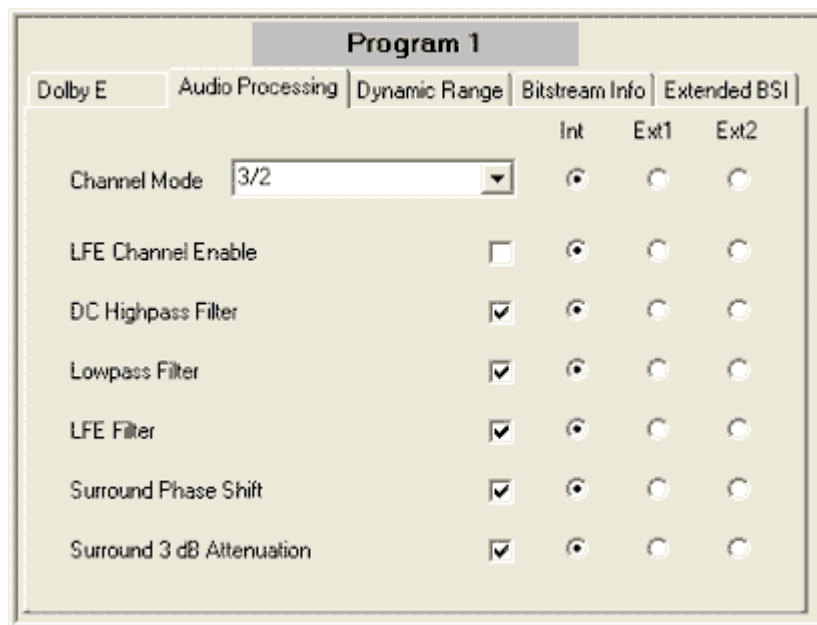 Program 1
Dolby E Audio Processing Dynamic Range Bitstream Info Extended BSI
Int Ext1 Ext2
Channel Mode 3/2
LFE Channel Enable
DC Highpass Filter
Lowpass Filter
LFE Filter
Surround Phase Shift
Surround 3 dB Attenuation